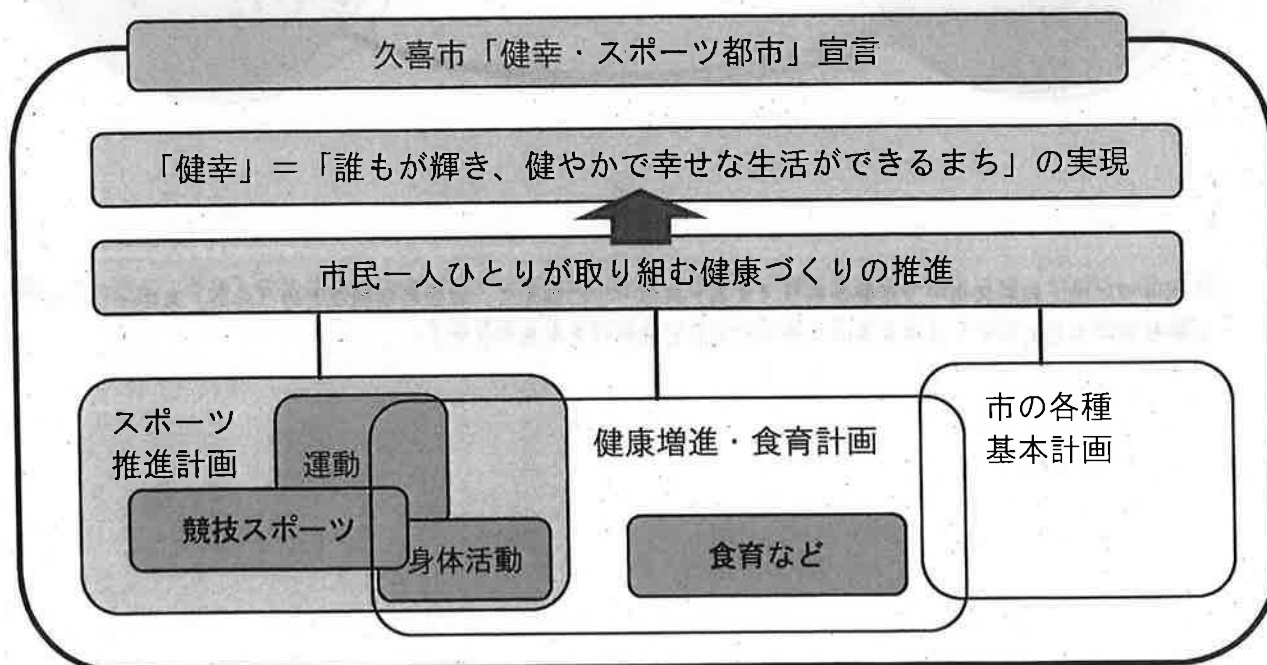 久喜市「健幸・スポーツ都市」宣言
「健幸」＝「誰もが輝き、健やかで幸せな生活ができるまち」の実現
市民一人ひとりが取り組む健康づくりの推進
スポーツ
推進計画
運動
競技スポーツ
身体活動
健康増進・食育計画
食育など
市の各種
基本計画